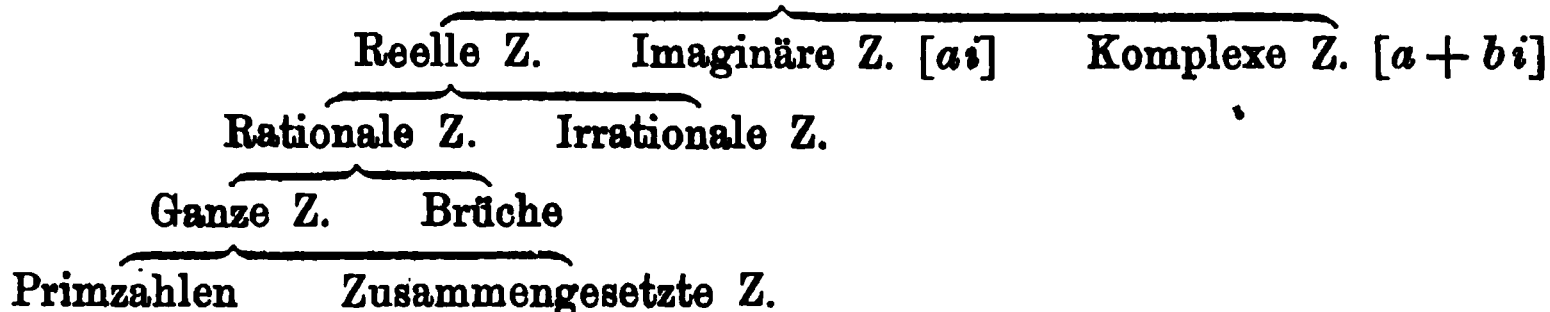 Reelle Z. Imaginäre Z. [ai] Komplexe Z. [a + bi]
Rationale Z. Irrationale Z.
Ganze Z. Brüche
Primzahlen Zusammengesetzte Z.